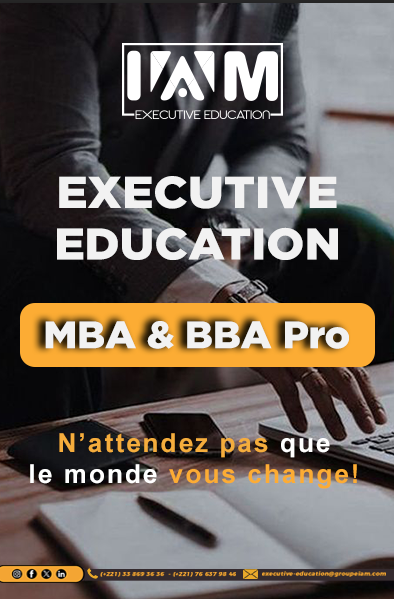 IAM
EXECUTIVE EDUCATION
EXECUTIVE
EDUCATION
MBA & BBA Pro
N'attendez pas que
le monde vous change!
(+221) 33 869 36 36 - (+221) 76 637 98 46 executive-education@groupeiam.com